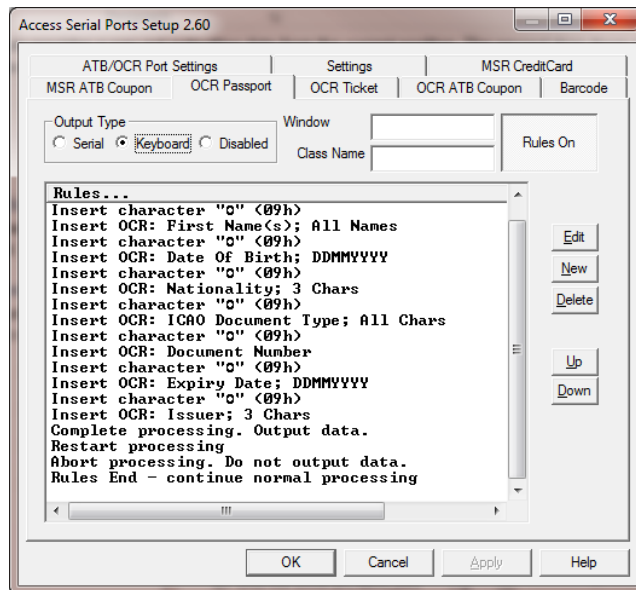 Access Serial Ports Setup 2.60
ATB/OCR Port Settings
Settings
MSR CreditCard
MSR ATB Coupon
OCR Passport
OCR Ticket
OCR ATB Coupon
Barcode
Output Type
Serial
Keyboard
Disabled
Window
Class Name
Rules On
Rules...
Insert character "o" (09h)
Insert OCR: First Name(s); All Names
Insert character "o" (09h)
Insert OCR: Date Of Birth; DDMMYYYY
Insert character "o" (09h)
Insert OCR: Nationality; 3 Chars
Insert character "o" (09h)
Insert OCR: ICAO Document Type; All Chars
Insert character "o" (09h)
Insert OCR: Document Number
Insert character "o" (09h)
Insert OCR: Expiry Date; DDMMYYYY
Insert character "o" (09h)
Insert OCR: Issuer; 3 Chars
Complete processing. Output data.
Restart processing
Abort processing. Do not output data.
Rules End - continue normal processing
Edit
New
Delete
Up
Down
OK
Cancel
Apply
Help